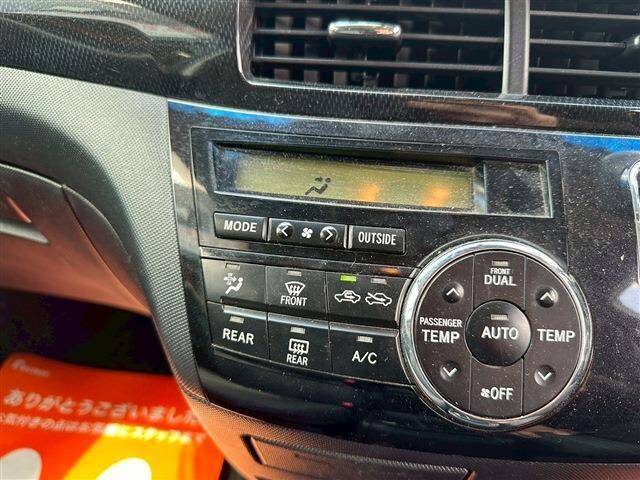 MODE
OUTSIDE
FRONT
REAR
REAR
A/C
FRONT
DUAL
PASSENGER
TEMP
AUTO
TEMP
OFF
ありがとうございました